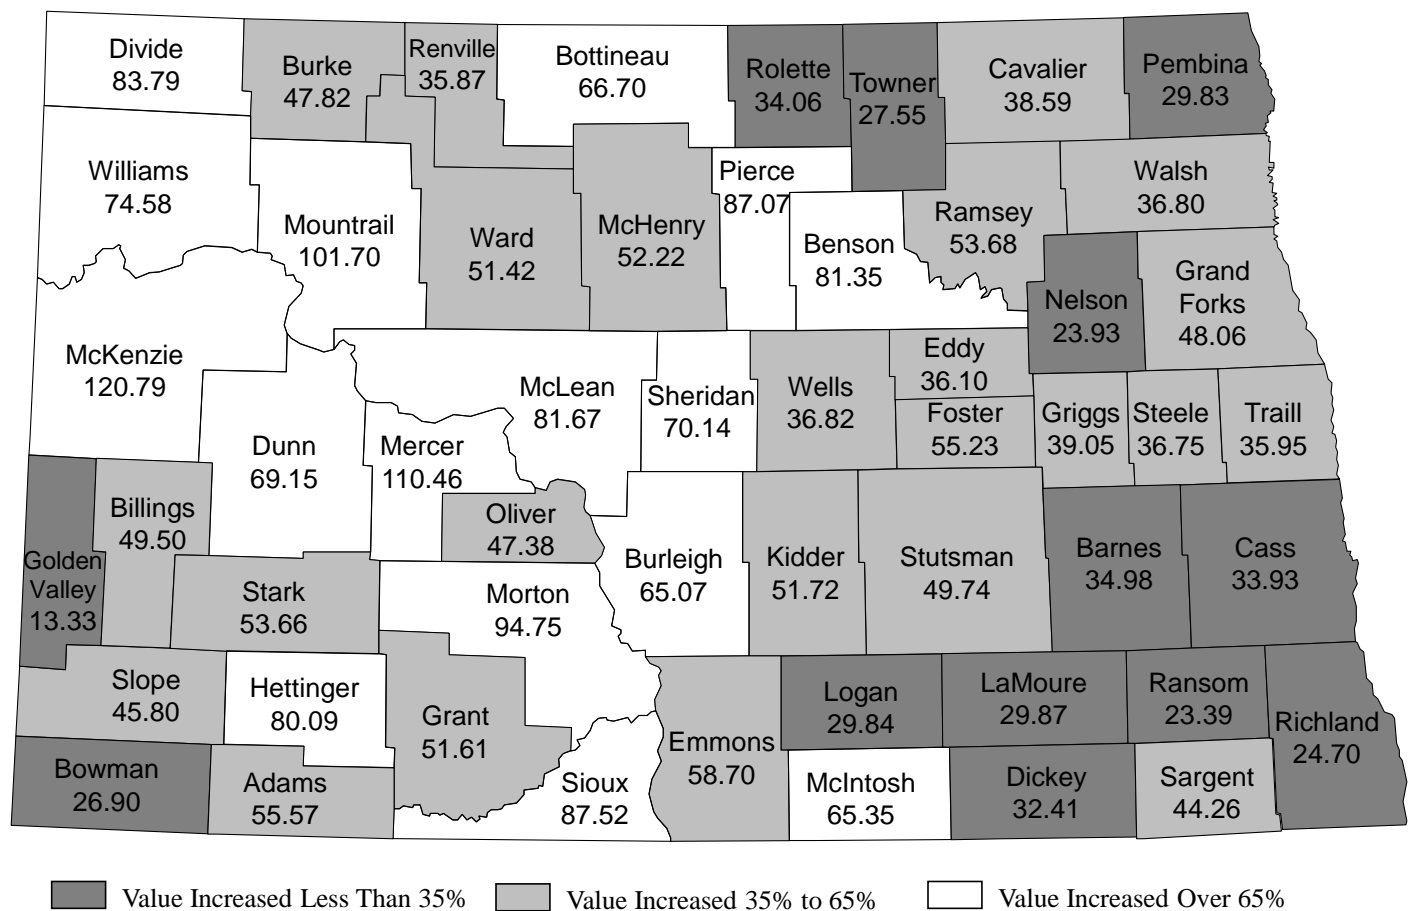 Divide
83.79
Burke
47.82
Renville
35.87
Bottineau
66.70
Rolette
34.06
Towner
27.55
Cavalier
38.59
Pembina
29.83
Williams
74.58
Mountrail
101.70
Ward
51.42
McHenry
52.22
Pierce
87.07
Benson
81.35
Ramsey
53.68
Walsh
36.80
Nelson
23.93
Grand
Forks
48.06
McKenzie
120.79
Dunn
69.15
Mercer
110.46
McLean
81.67
Sheridan
70.14
Wells
36.82
Eddy
36.10
Foster
55.23
Griggs
39.05
Steele
36.75
Traill
35.95
Golden
Valley
13.33
Billings
49.50
Stark
53.66
Oliver
47.38
Morton
94.75
Burleigh
65.07
Kidder
51.72
Stutsman
49.74
Barnes
34.98
Cass
33.93
Slope
45.80
Hettinger
80.09
Grant
51.61
Emmons
58.70
Logan
29.84
LaMoure
29.87
Ransom
23.39
Richland
24.70
Bowman
26.90
Adams
55.57
Sioux
87.52
McIntosh
65.35
Dickey
32.41
Sargent
44.26
Value Increased Less Than 35%
Value Increased 35% to 65%
Value Increased Over 65%